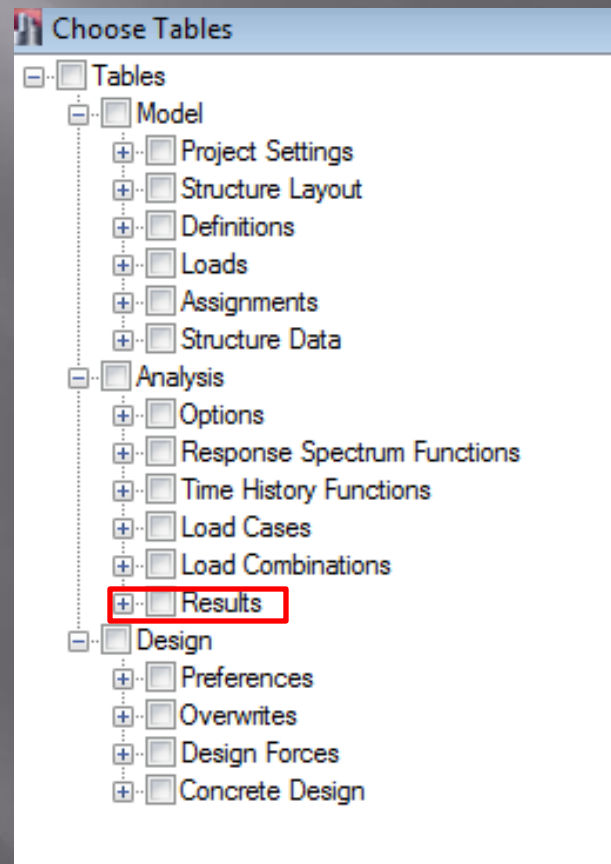 Choose Tables
Tables
Model
Project Settings
Structure Layout
Definitions
Loads
Assignments
Structure Data
Analysis
Options
Response Spectrum Functions
Time History Functions
Load Cases
Load Combinations
Results
Design
Preferences
Overwrites
Design Forces
Concrete Design